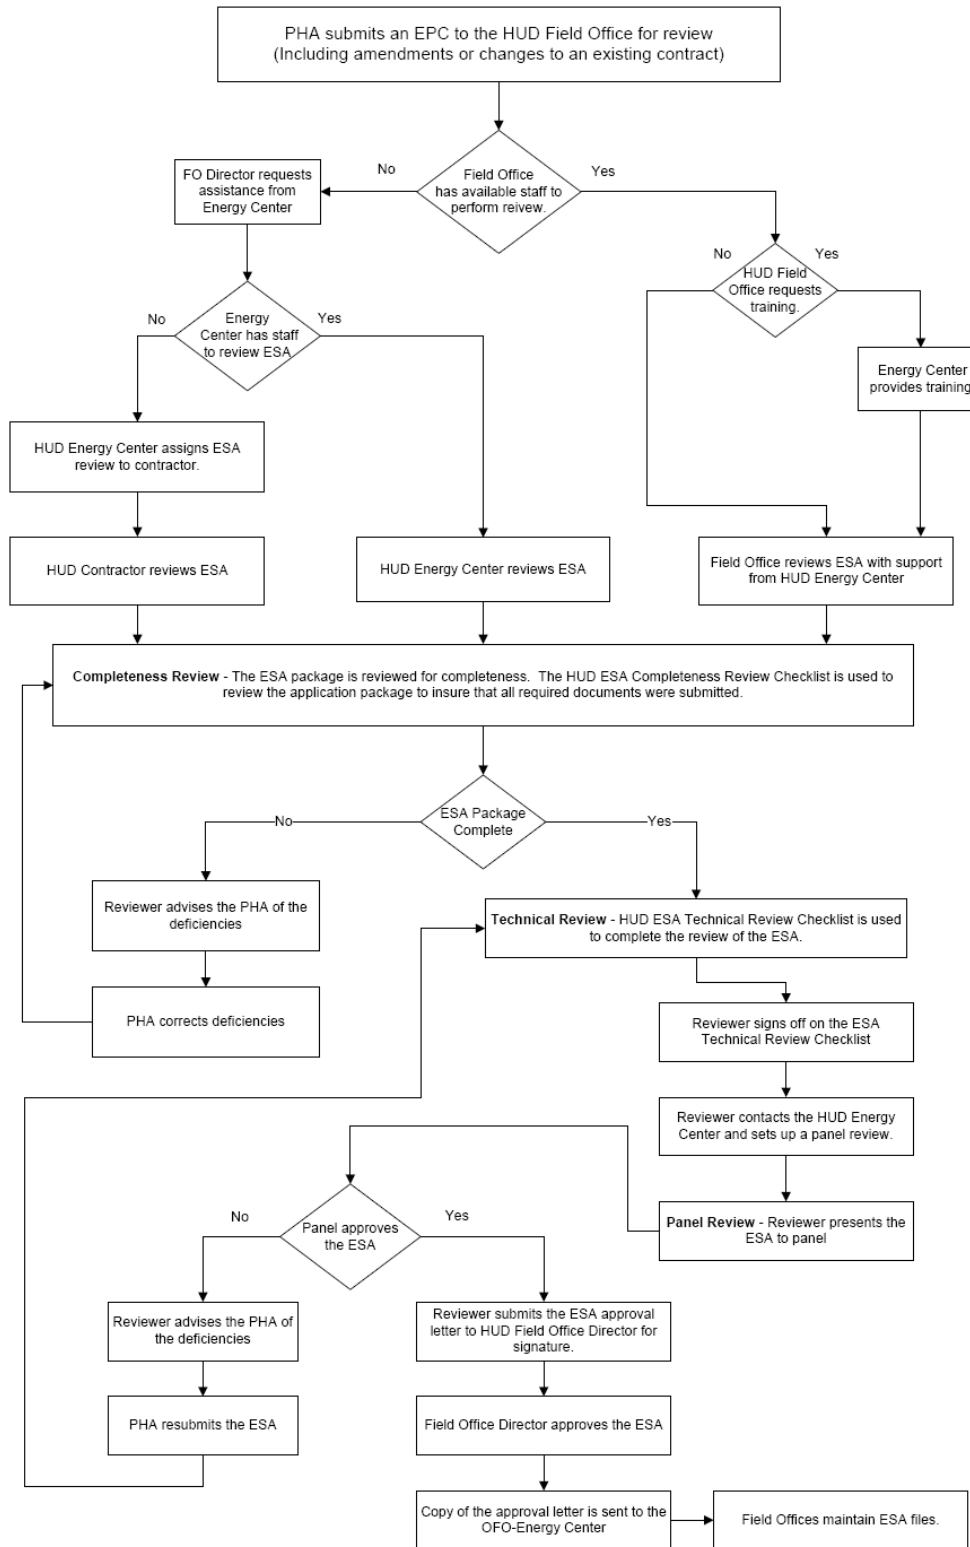 PHA submits an EPC to the HUD Field Office for review
(Including amendments or changes to an existing contract)
No
Field Office
has available staff to
perform reivew.
Yes
FO Director requests
assistance from
Energy Center
No
HUD Field
Office requests
training.
Yes
No
Energy
Center has staff
to review ESA
Yes
Energy Center
provides training.
HUD Energy Center assigns ESA
review to contractor.
HUD Contractor reviews ESA
HUD Energy Center reviews ESA
Field Office reviews ESA with support
from HUD Energy Center
Completeness Review - The ESA package is reviewed for completeness. The HUD ESA Completeness Review Checklist is used to
review the application package to insure that all required documents were submitted.
No
ESA Package
Complete
Yes
Reviewer advises the PHA of the
deficiencies
PHA corrects deficiencies
Technical Review - HUD ESA Technical Review Checklist is used
to complete the review of the ESA.
Reviewer signs off on the ESA
Technical Review Checklist
Reviewer contacts the HUD Energy
Center and sets up a panel review.
Panel Review - Reviewer presents the
ESA to panel
No
Panel approves
the ESA
Yes
Reviewer advises the PHA of
the deficiencies
PHA resubmits the ESA
Reviewer submits the ESA approval
letter to HUD Field Office Director for
signature.
Field Office Director approves the ESA
Copy of the approval letter is sent to the
OFO-Energy Center
Field Offices maintain ESA files.